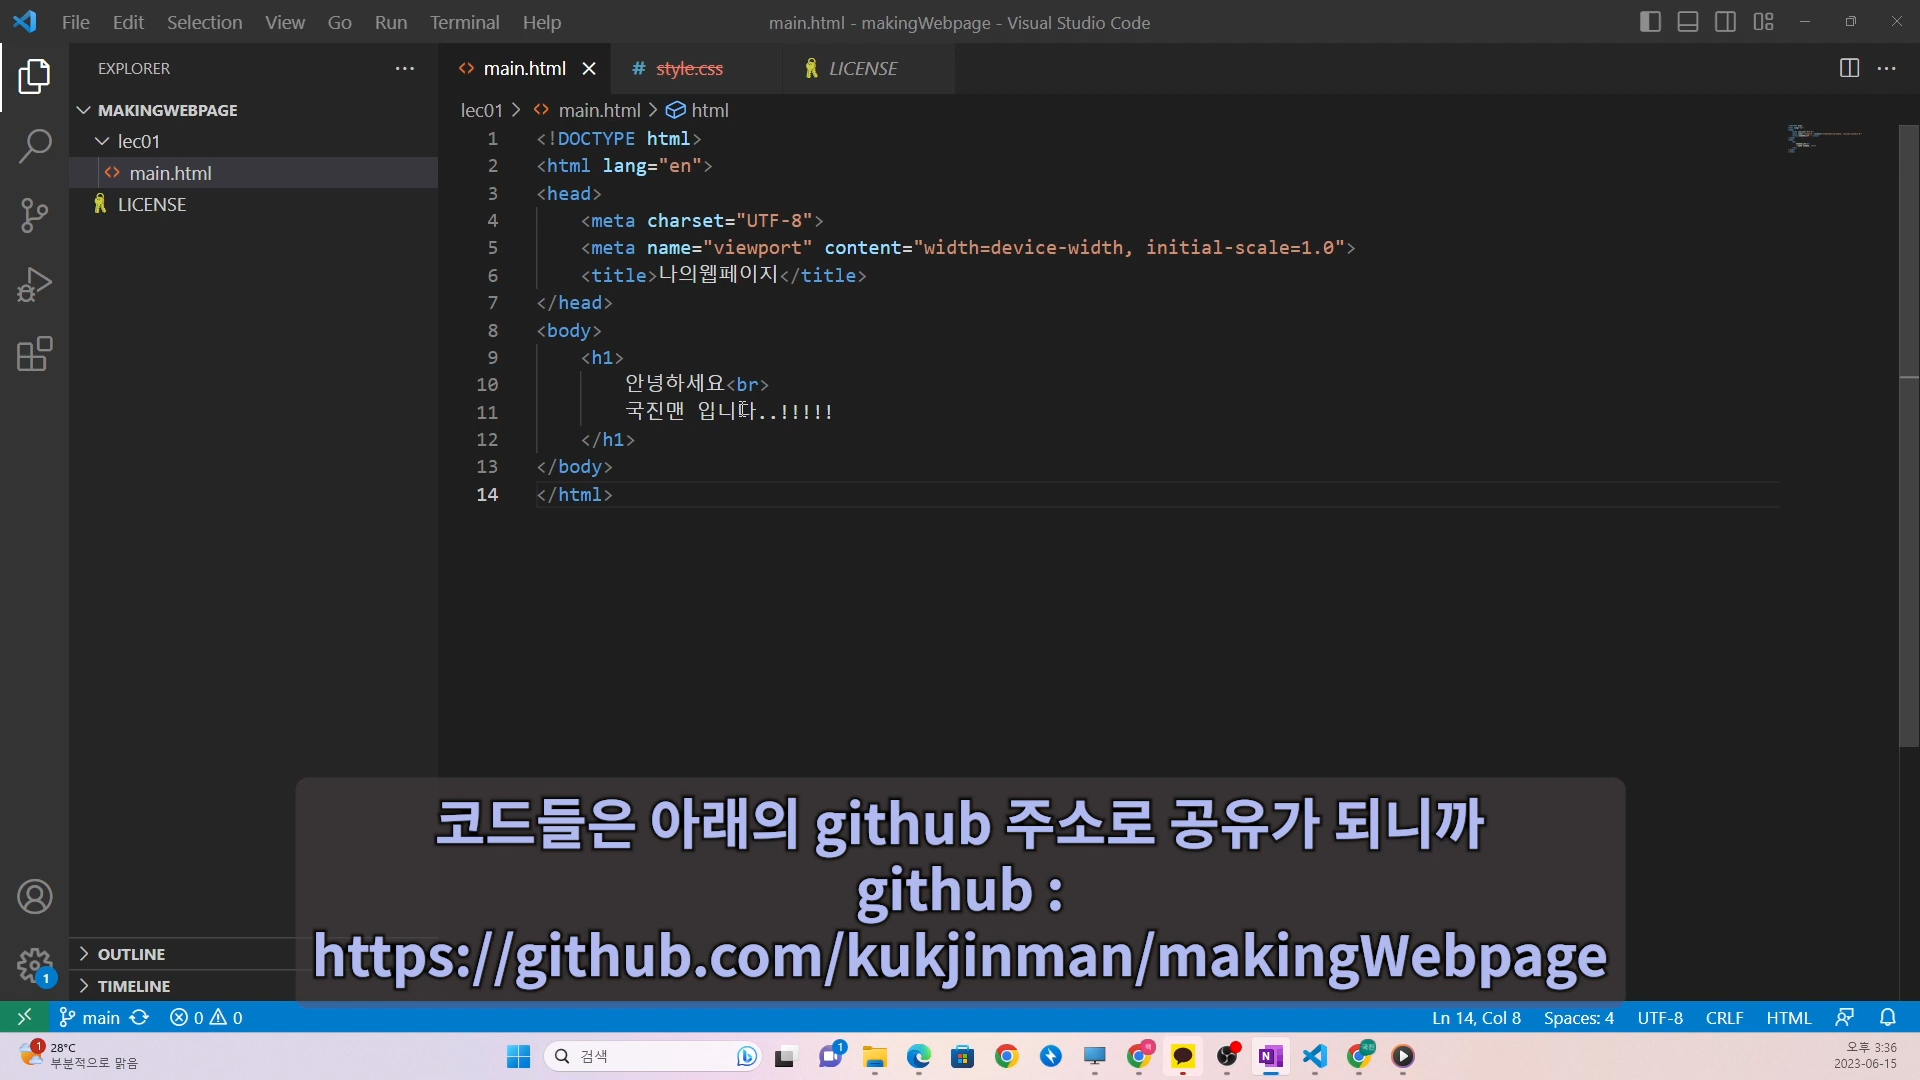 File Edit Selection View Go Run Terminal Help
main.html - makingWebpage - Visual Studio Code
EXPLORER
main.html
# style.css
LICENSE
MAKINGWEBPAGE
lec01
main.html
LICENSE
lec01 > main.html > html
1 <!DOCTYPE html>
2 <html lang="en">
3 <head>
4 <meta charset="UTF-8">
5 <meta name="viewport" content="width=device-width, initial-scale=1.0">
6 <title>나의웹페이지</title>
7 </head>
8 <body>
9 <h1>
10 안녕하세요<br>
11 국진맨 입니다..!!!!!
12 </h1>
13 </body>
14 </html>
코드들은 아래의 github 주소로 공유가 되니까
github :
https://github.com/kukjinman/makingWebpage
OUTLINE
TIMELINE
1
main
0
0
Ln 14, Col 8 Spaces: 4 UTF-8 CRLF HTML
1
28°C
부분적으로 맑음
검색
1
오후 3:36
2023-06-15